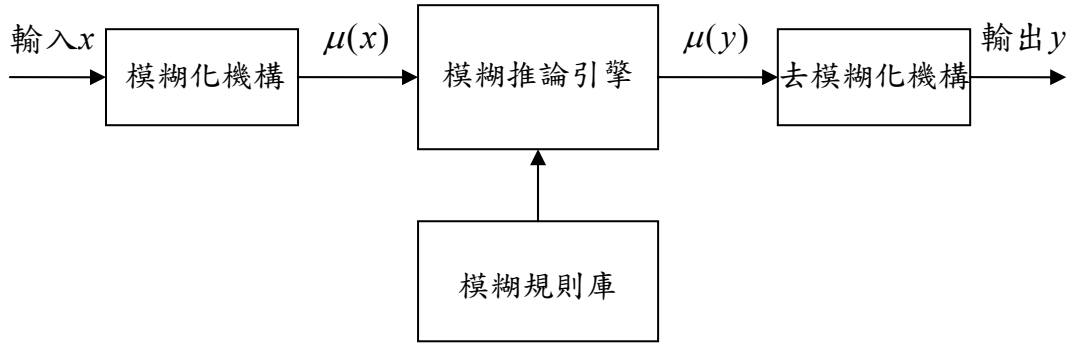 輸入x
模糊化機構
μ(x)
模糊推論引擎
μ(y)
去模糊化機構
輸出y
模糊規則庫